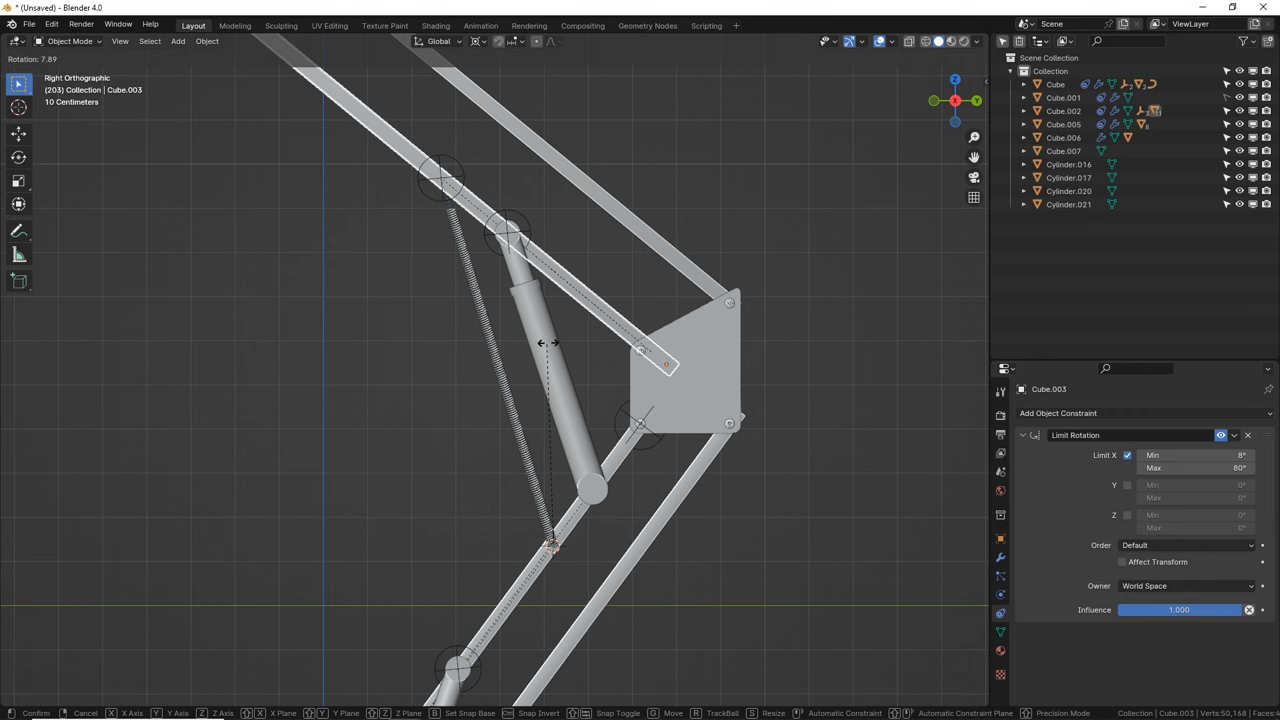 * (Unsaved) - Blender 4.0
File Edit Render Window Help
Layout Modeling Sculpting UV Editing Texture Paint Shading Animation Rendering Compositing Geometry Nodes Scripting +
Scene
ViewLayer
Object Mode View Select Add Object
Global
Rotation: 7.89
Right Orthographic
(203) Collection | Cube.003
10 Centimeters
Z
Y
X
Scene Collection
Collection
Cube
2
2
Cube.001
Cube.002
Cube.005
8
Cube.006
Cube.007
Cylinder.016
Cylinder.017
Cylinder.020
Cylinder.021
Cube.003
Add Object Constraint
Limit Rotation
Limit X Min 8°
Max 80°
Y Min 0°
Max 0°
Z Min 0°
Max 0°
Order Default
Affect Transform
Owner World Space
Influence 1.000
Confirm Cancel X X Axis Y Y Axis Z Z Axis X X Plane Y Y Plane Z Z Plane B Set Snap Base Snap Invert Snap Toggle G Move R TrackBall S Resize Automatic Constraint Automatic Constraint Plane Precision Mode
Collection | Cube.003 | Verts:50,168 | Faces: